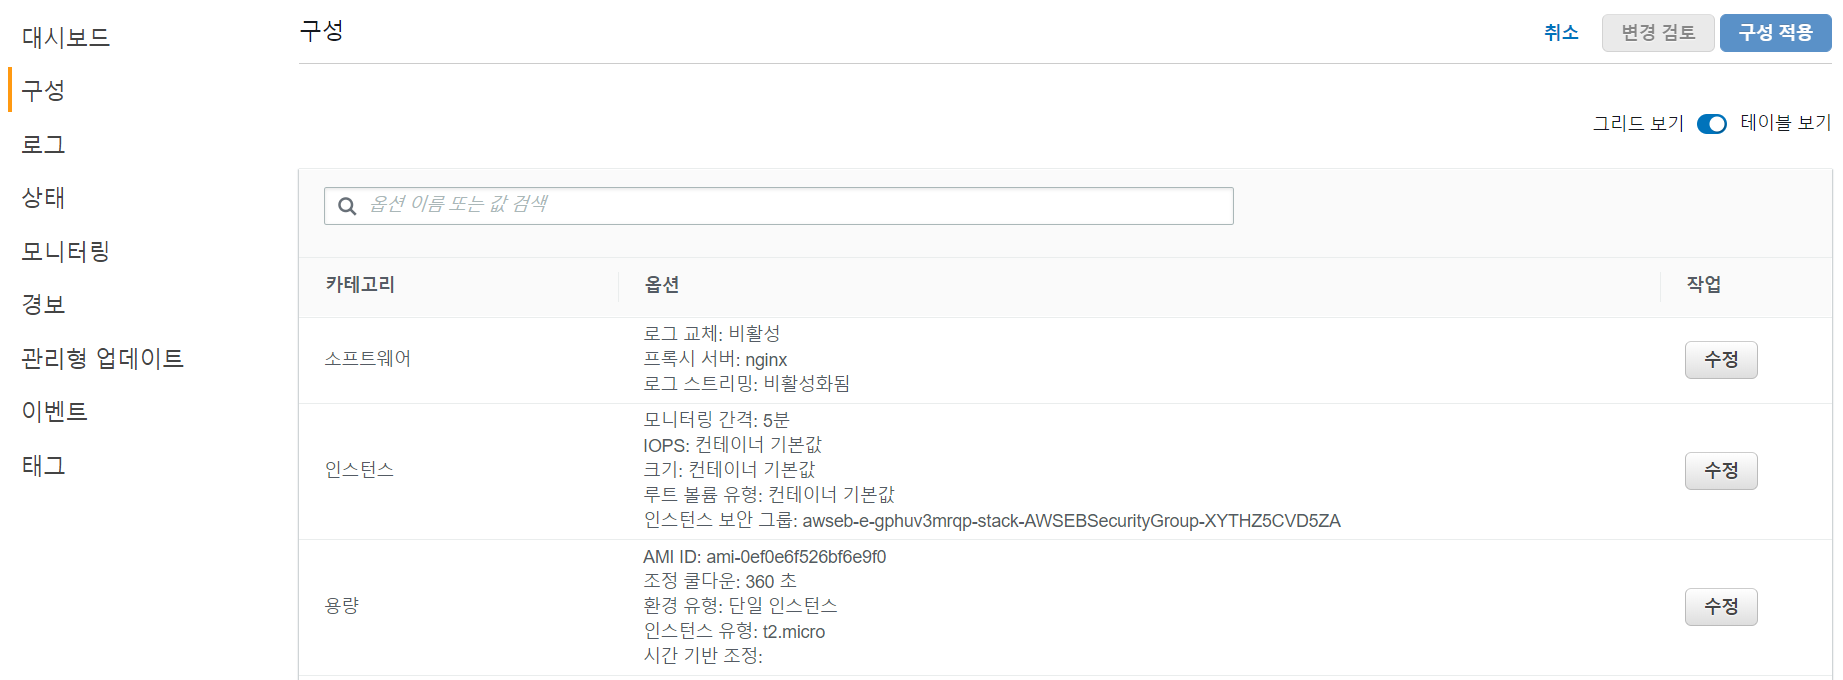 대시보드
구성
로그
상태
모니터링
경보
관리형 업데이트
이벤트
태그
구성
취소
변경 검토
구성 적용
그리드 보기
테이블 보기
옵션 이름 또는 값 검색
카테고리
옵션
작업
소프트웨어
로그 교체: 비활성
프록시 서버: nginx
로그 스트리밍: 비활성화됨
수정
인스턴스
모니터링 간격: 5분
IOPS: 컨테이너 기본값
크기: 컨테이너 기본값
루트 볼륨 유형: 컨테이너 기본값
인스턴스 보안 그룹: awseb-e-gphuv3mrqp-stack-AWSEBSecurityGroup-XYTHZ5CVD5ZA
수정
용량
AMI ID: ami-0ef0e6f526bf6e9f0
조정 쿨다운: 360 초
환경 유형: 단일 인스턴스
인스턴스 유형: t2.micro
시간 기반 조정:
수정